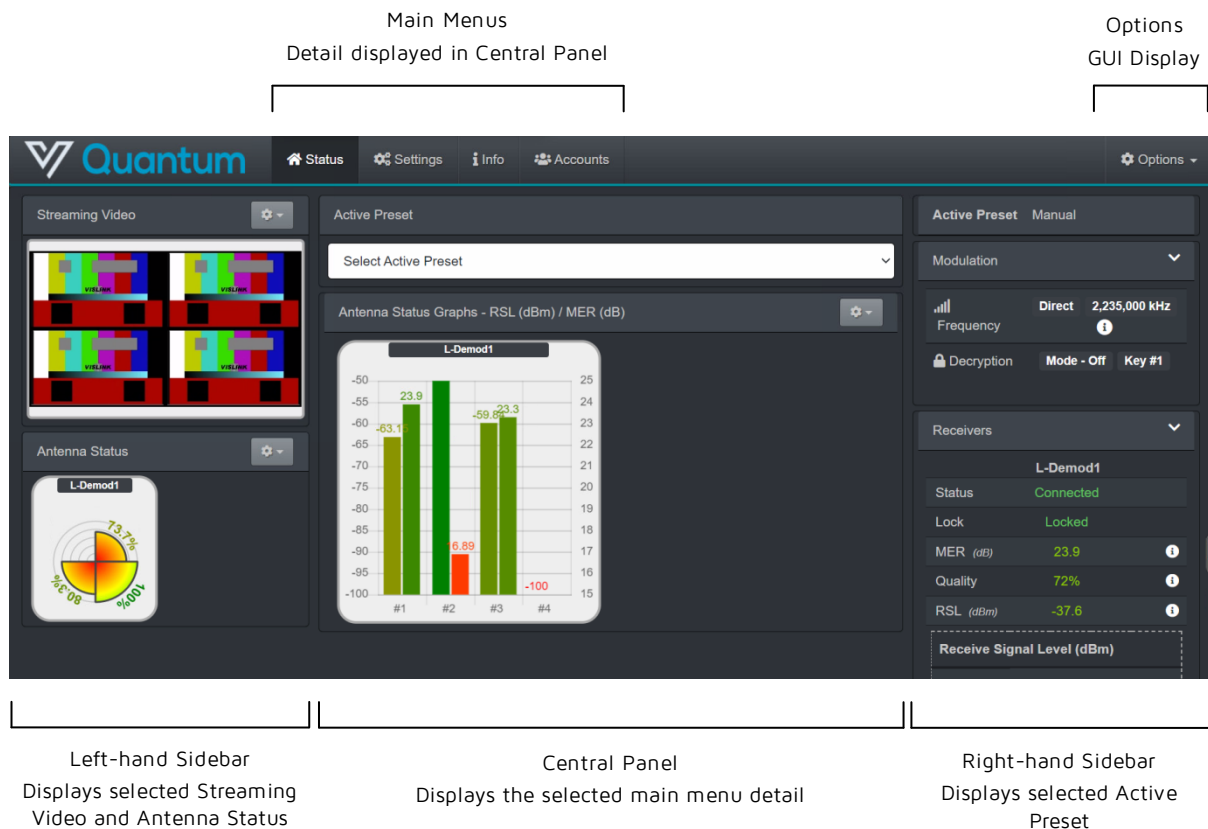 Main Menus
Detail displayed in Central Panel
Options
GUI Display
Quantum
Status
Settings
Info
Accounts
Options
Streaming Video
VISLINK
VISLINK
VISLINK
VISLINK
Antenna Status
L-Demod1
73.7%
80.3%
100%
Active Preset
Select Active Preset
Antenna Status Graphs - RSL (dBm) / MER (dB)
L-Demod1
-50 25
-55 24
-60 23
-65 22
-70 21
-75 20
-80 19
-85 18
-90 17
-95 16
-100 15
23.9
23.3
6.89
-100
#1 #2 #3 #4
Active Preset Manual
Modulation
Frequency
Direct 2,235,000 kHz
Decryption Mode - Off Key #1
Receivers
L-Demod1
Status Connected
Lock Locked
MER (dB) 23.9
Quality 72%
RSL (dBm) -37.6
Receive Signal Level (dBm)
Left-hand Sidebar
Displays selected Streaming
Video and Antenna Status
Central Panel
Displays the selected main menu detail
Right-hand Sidebar
Displays selected Active
Preset